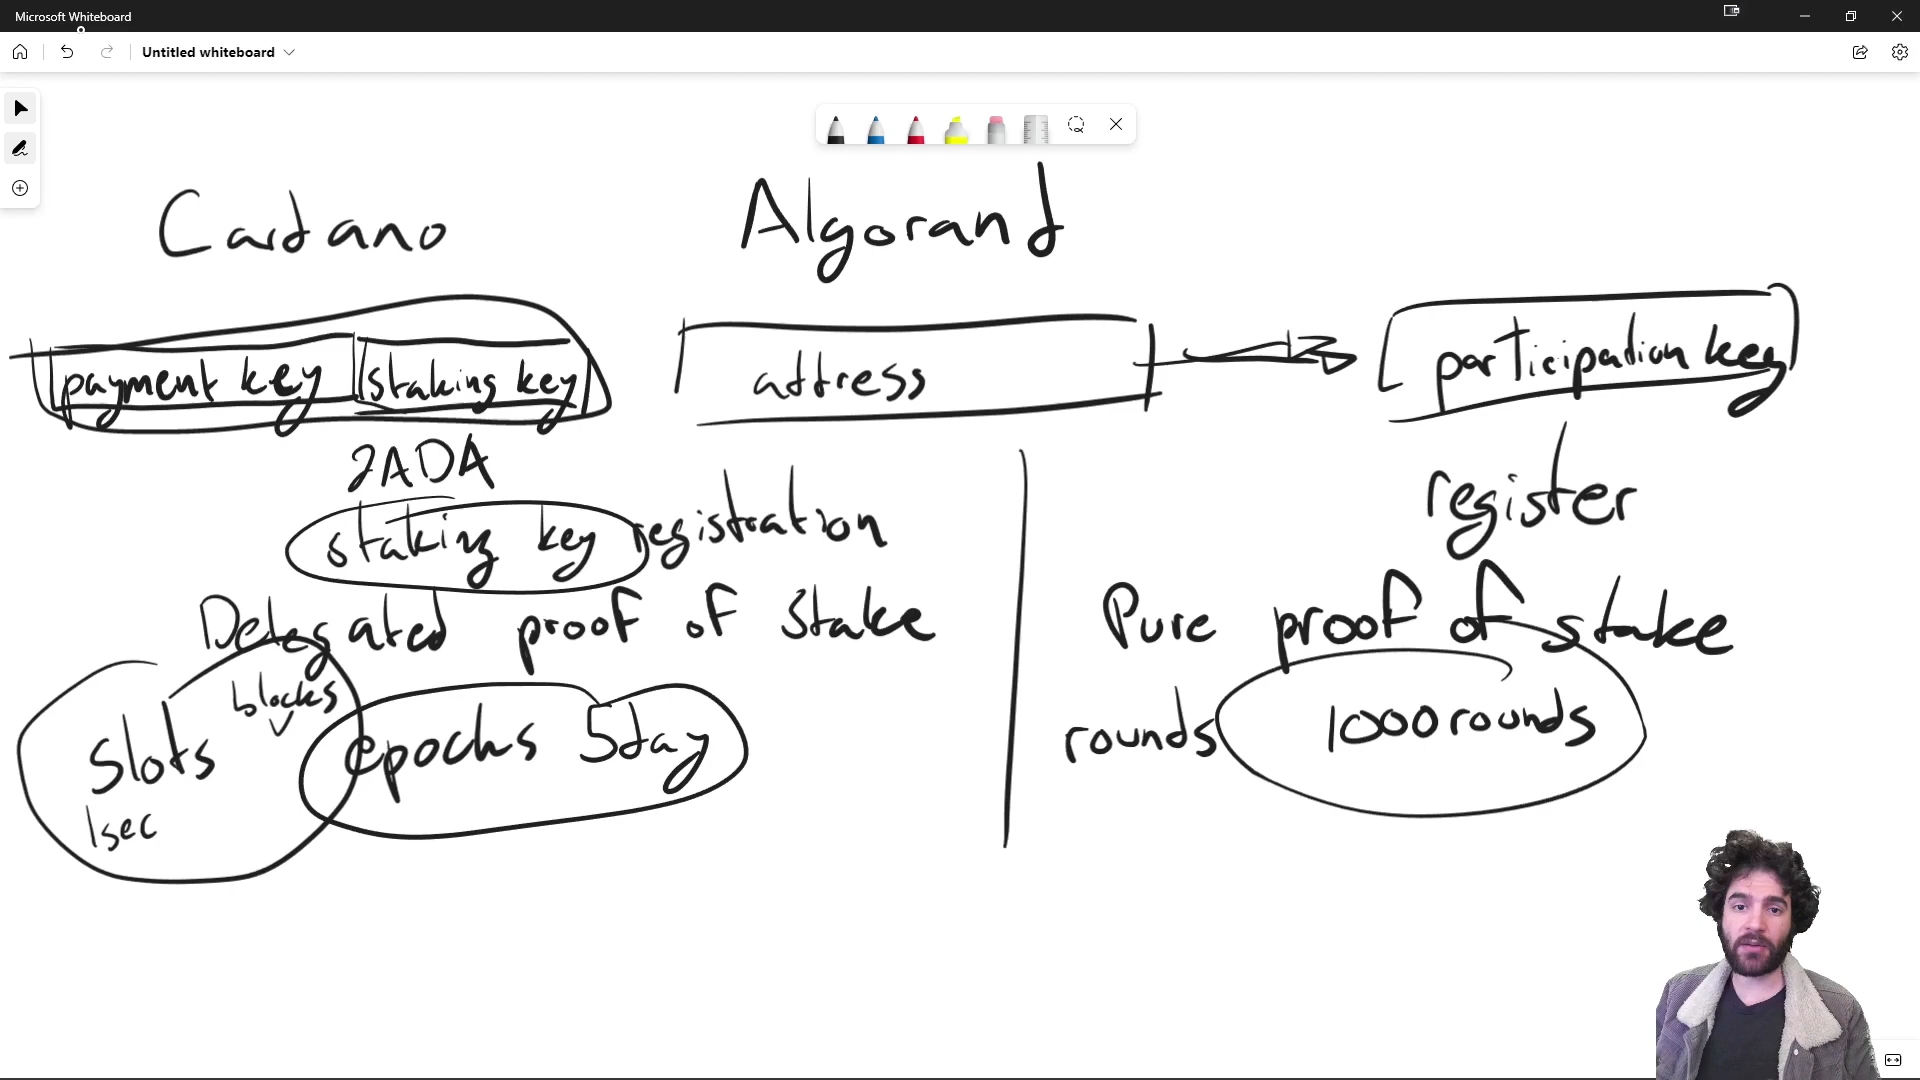 Microsoft Whiteboard
Untitled whiteboard
Cardano
Algorand
payment key staking key
address
participation key
2ADA
staking key registration
register
Delegated proof of stake
Pure proof of stake
blocks
slots
epochs 5day
rounds
1000 rounds
1sec